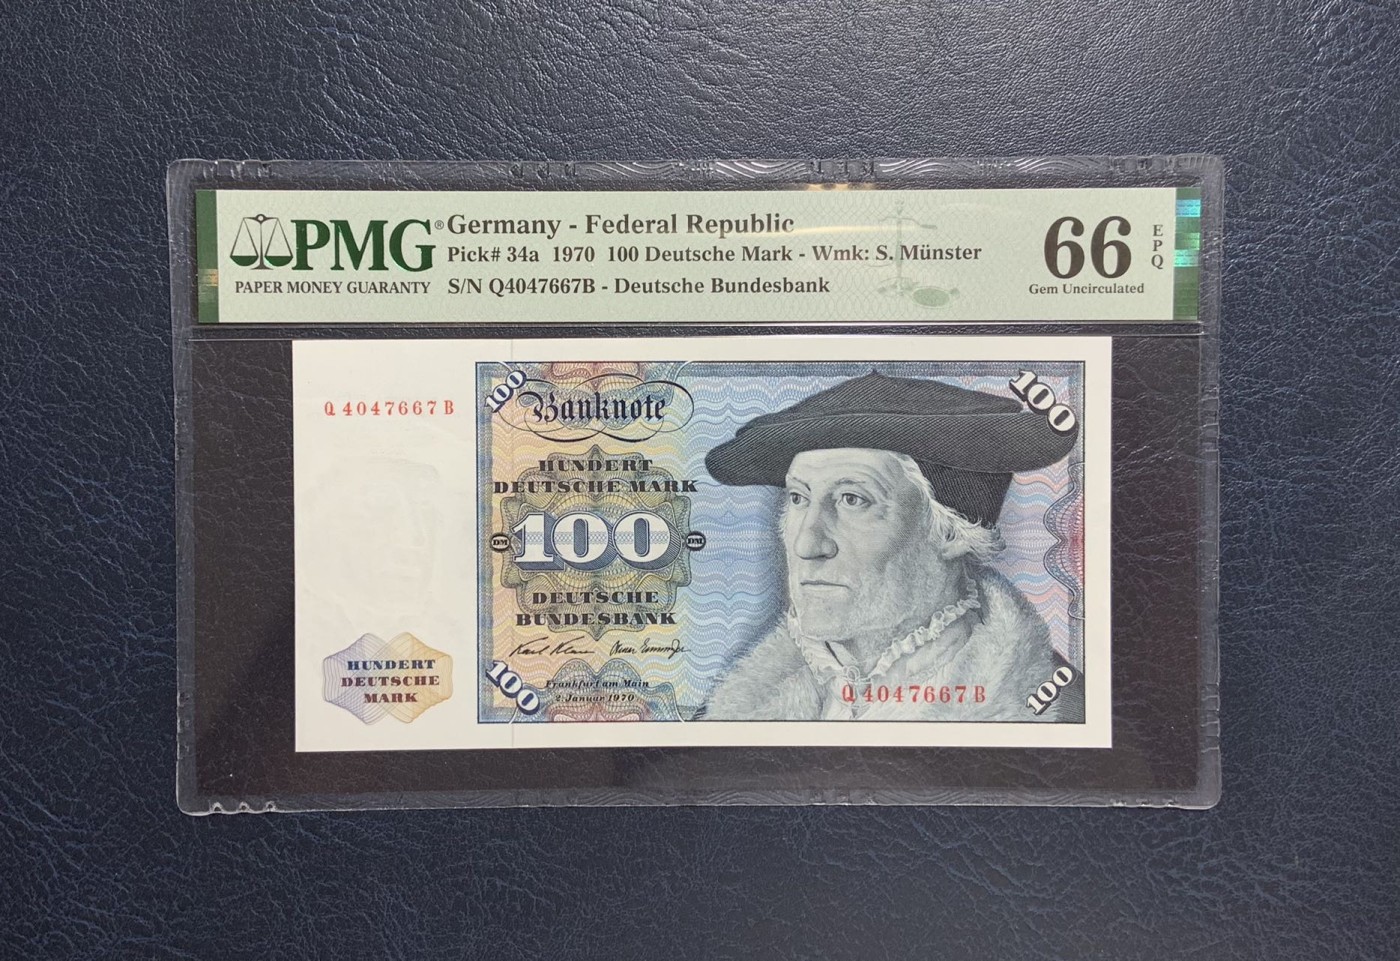 PMG®
PAPER MONEY GUARANTY
Germany - Federal Republic
Pick# 34a 1970 100 Deutsche Mark - Wmk: S. Münster
S/N Q4047667B - Deutsche Bundesbank
66
EPQ
Gem Uncirculated
Q4047667B
100
Banknote
100
HUNDERT
DEUTSCHE MARK
DM 100 DM
DEUTSCHE
BUNDESBANK
Frankfurt am Main
2. Januar 1970
HUNDERT
DEUTSCHE
MARK
100
Q4047667B
100